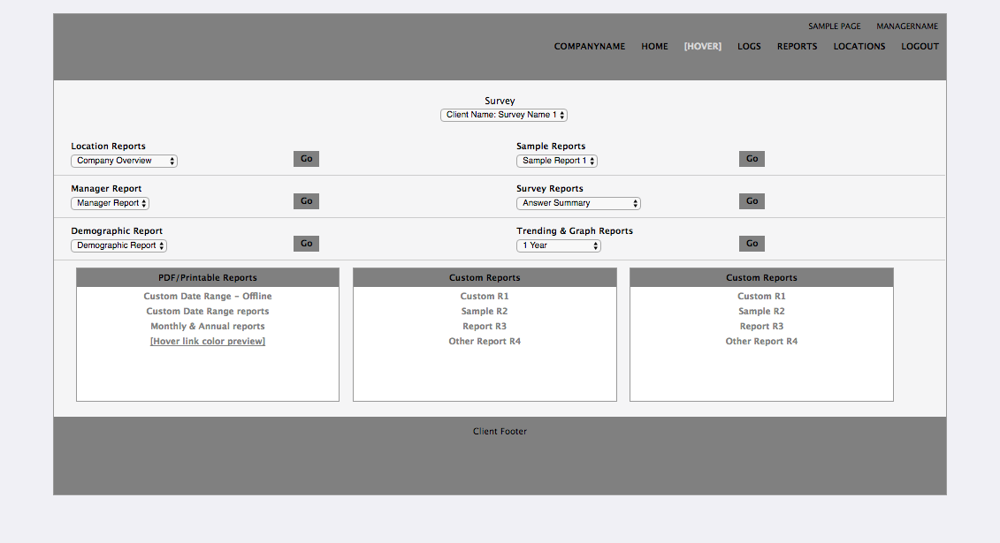 SAMPLE PAGE MANAGERNAME
COMPANYNAME HOME [HOVER] LOGS REPORTS LOCATIONS LOGOUT
Survey
Client Name: Survey Name 1
Location Reports
Company Overview
Go
Sample Reports
Sample Report 1
Go
Manager Report
Manager Report
Go
Survey Reports
Answer Summary
Go
Demographic Report
Demographic Report
Go
Trending & Graph Reports
1 Year
Go
PDF/Printable Reports
Custom Date Range - Offline
Custom Date Range reports
Monthly & Annual reports
[Hover link color preview]
Custom Reports
Custom R1
Sample R2
Report R3
Other Report R4
Custom Reports
Custom R1
Sample R2
Report R3
Other Report R4
Client Footer